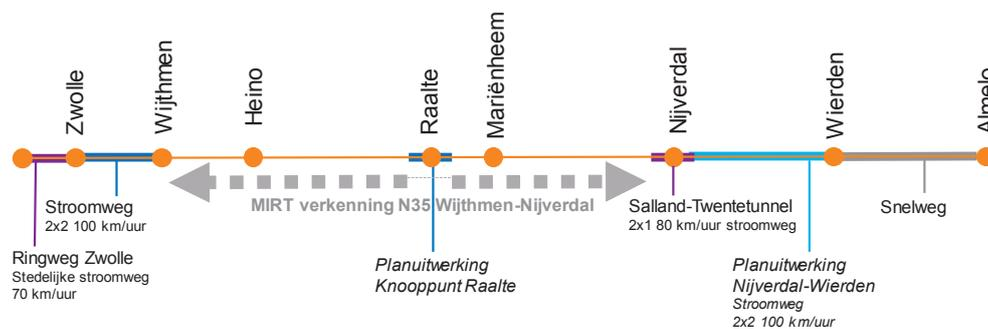 Zwolle
Wijthmen
Heino
Raalte
Mariënheem
Nijverdal
Wierden
Almelo
MIRT verkenning N35 Wijthmen-Nijverdal
Stroomweg
2x2 100 km/uur
Ringweg Zwolle
Stedelijke stroomweg
70 km/uur
Planuitwerking
Knooppunt Raalte
Salland-Twentetunnel
2x1 80 km/uur stroomweg
Planuitwerking
Nijverdal-Wierden
Stroomweg
2x2 100 km/uur
Snelweg